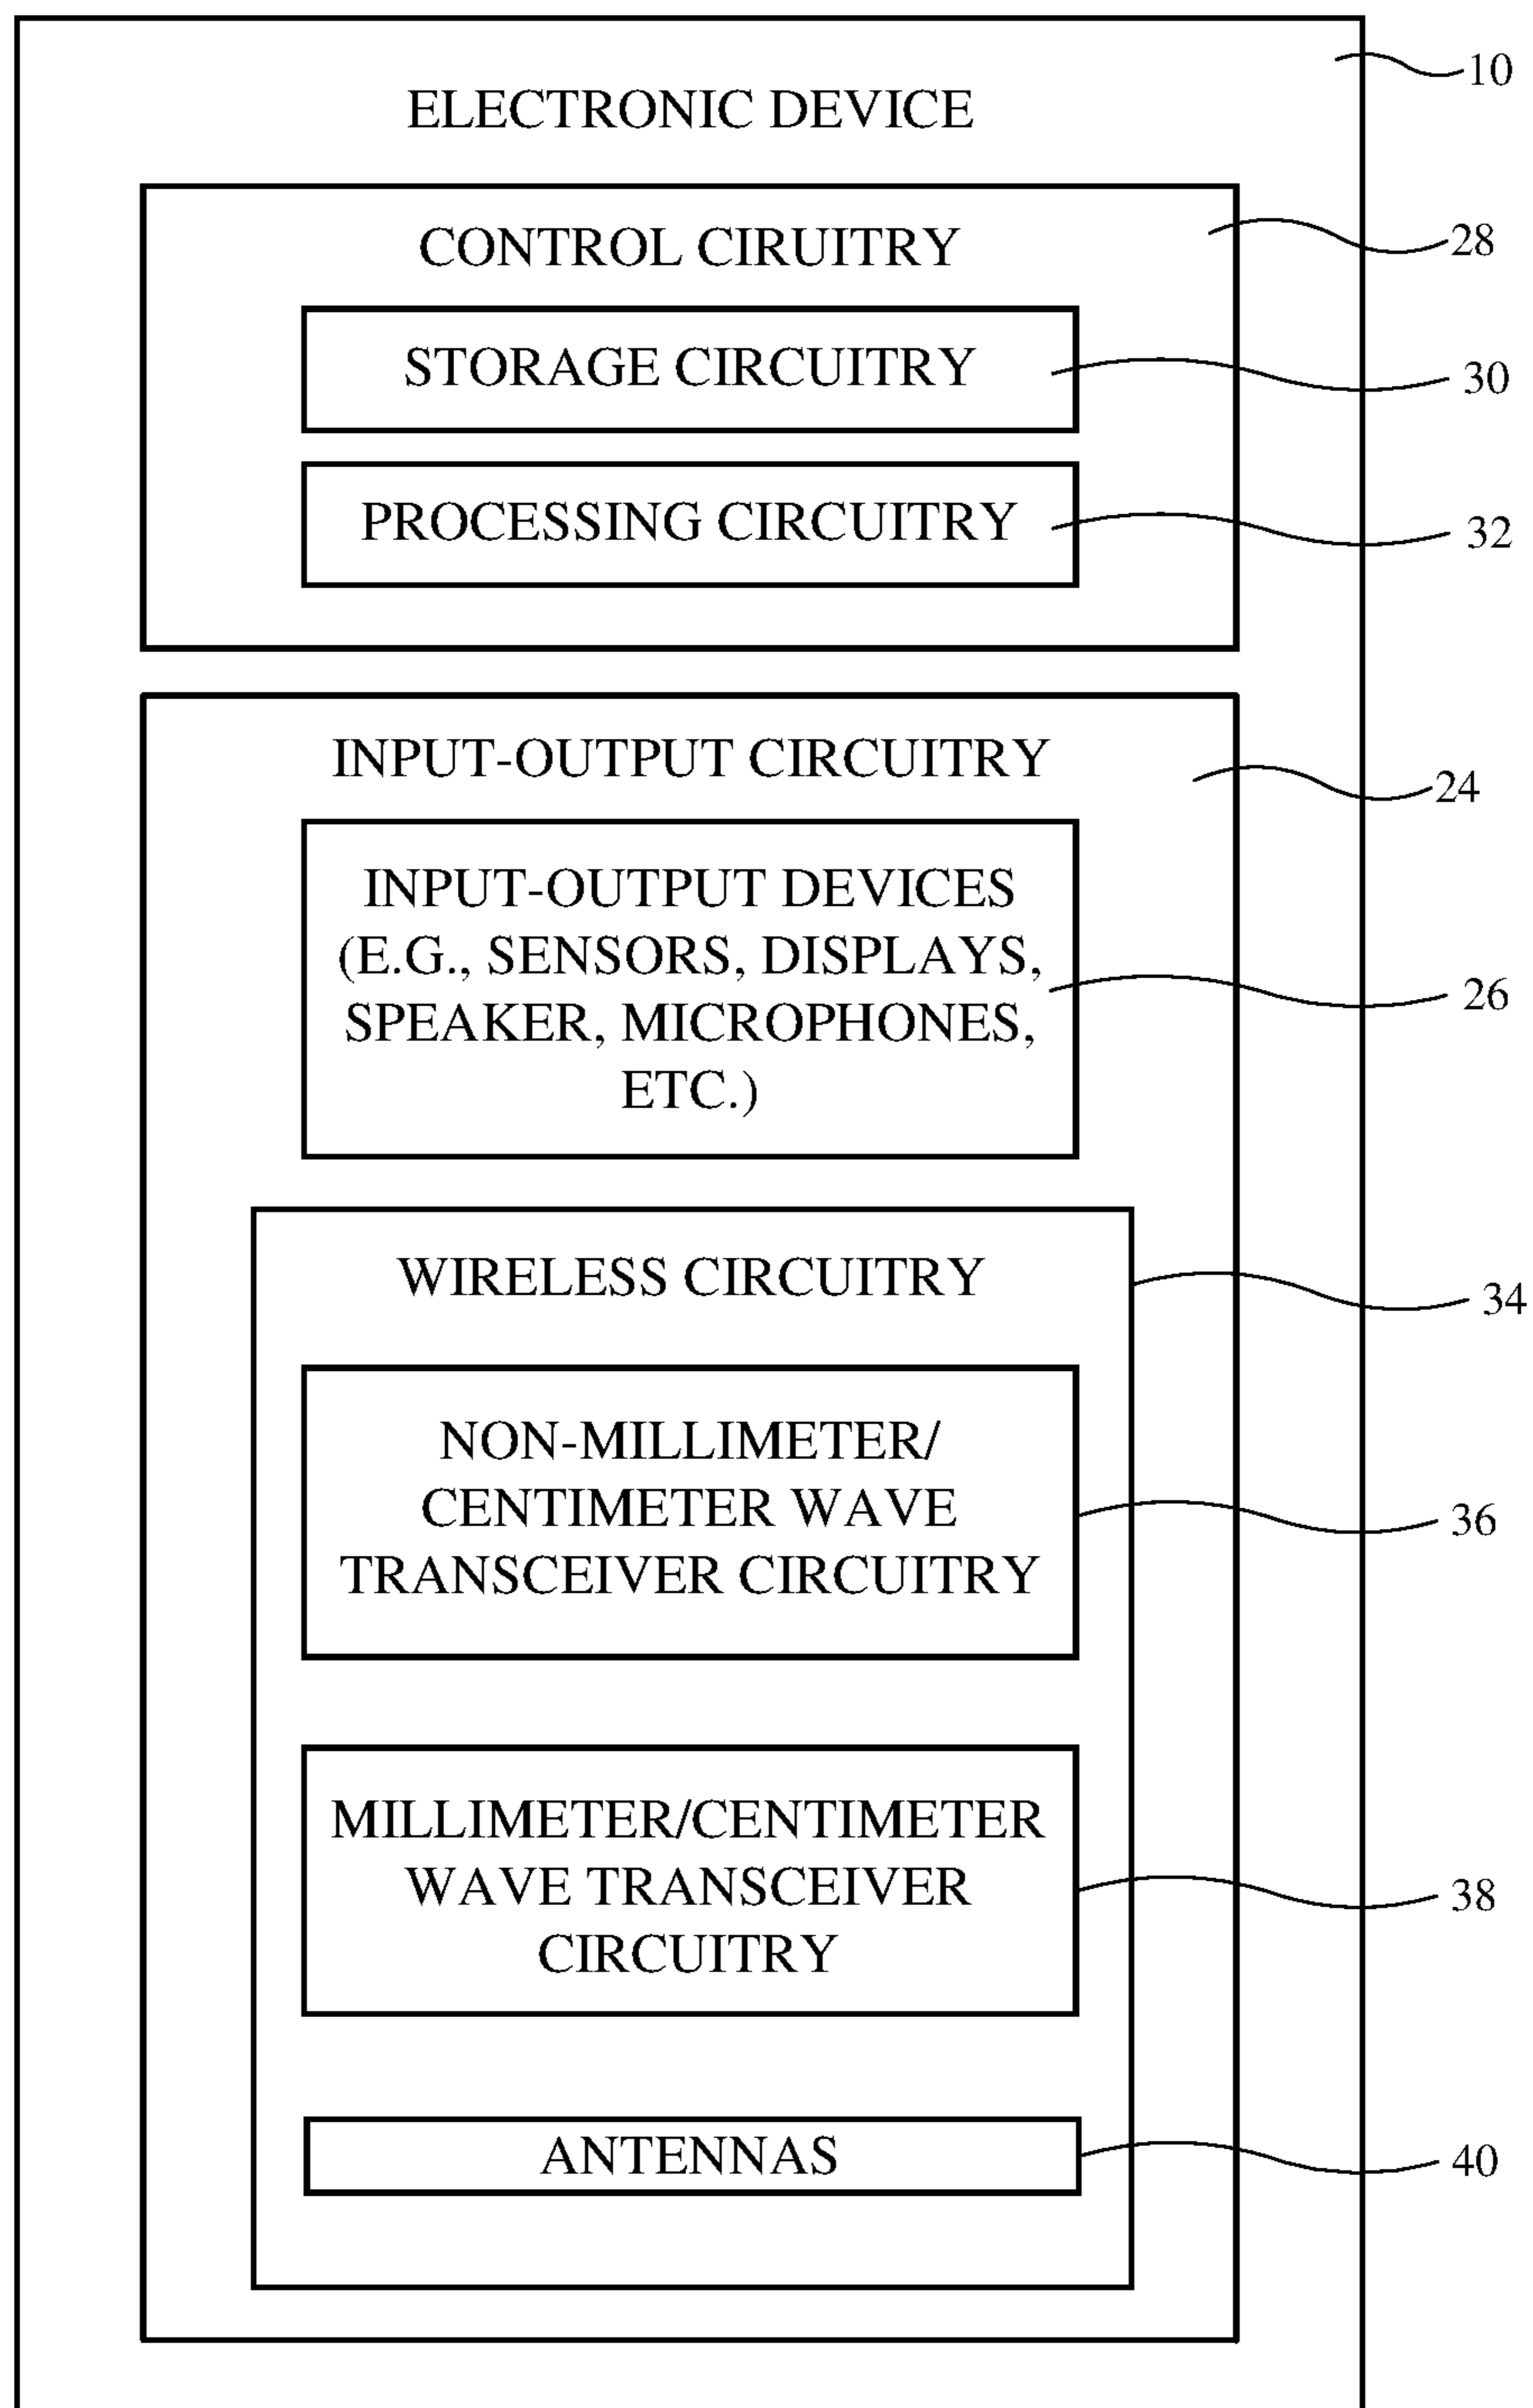 10
ELECTRONIC DEVICE
CONTROL CIRUITRY
28
STORAGE CIRCUITRY
30
PROCESSING CIRCUITRY
32
INPUT-OUTPUT CIRCUITRY
24
INPUT-OUTPUT DEVICES
(E.G., SENSORS, DISPLAYS,
SPEAKER, MICROPHONES,
ETC.)
26
WIRELESS CIRCUITRY
34
NON-MILLIMETER/
CENTIMETER WAVE
TRANSCEIVER CIRCUITRY
36
MILLIMETER/CENTIMETER
WAVE TRANSCEIVER
CIRCUITRY
38
ANTENNAS
40